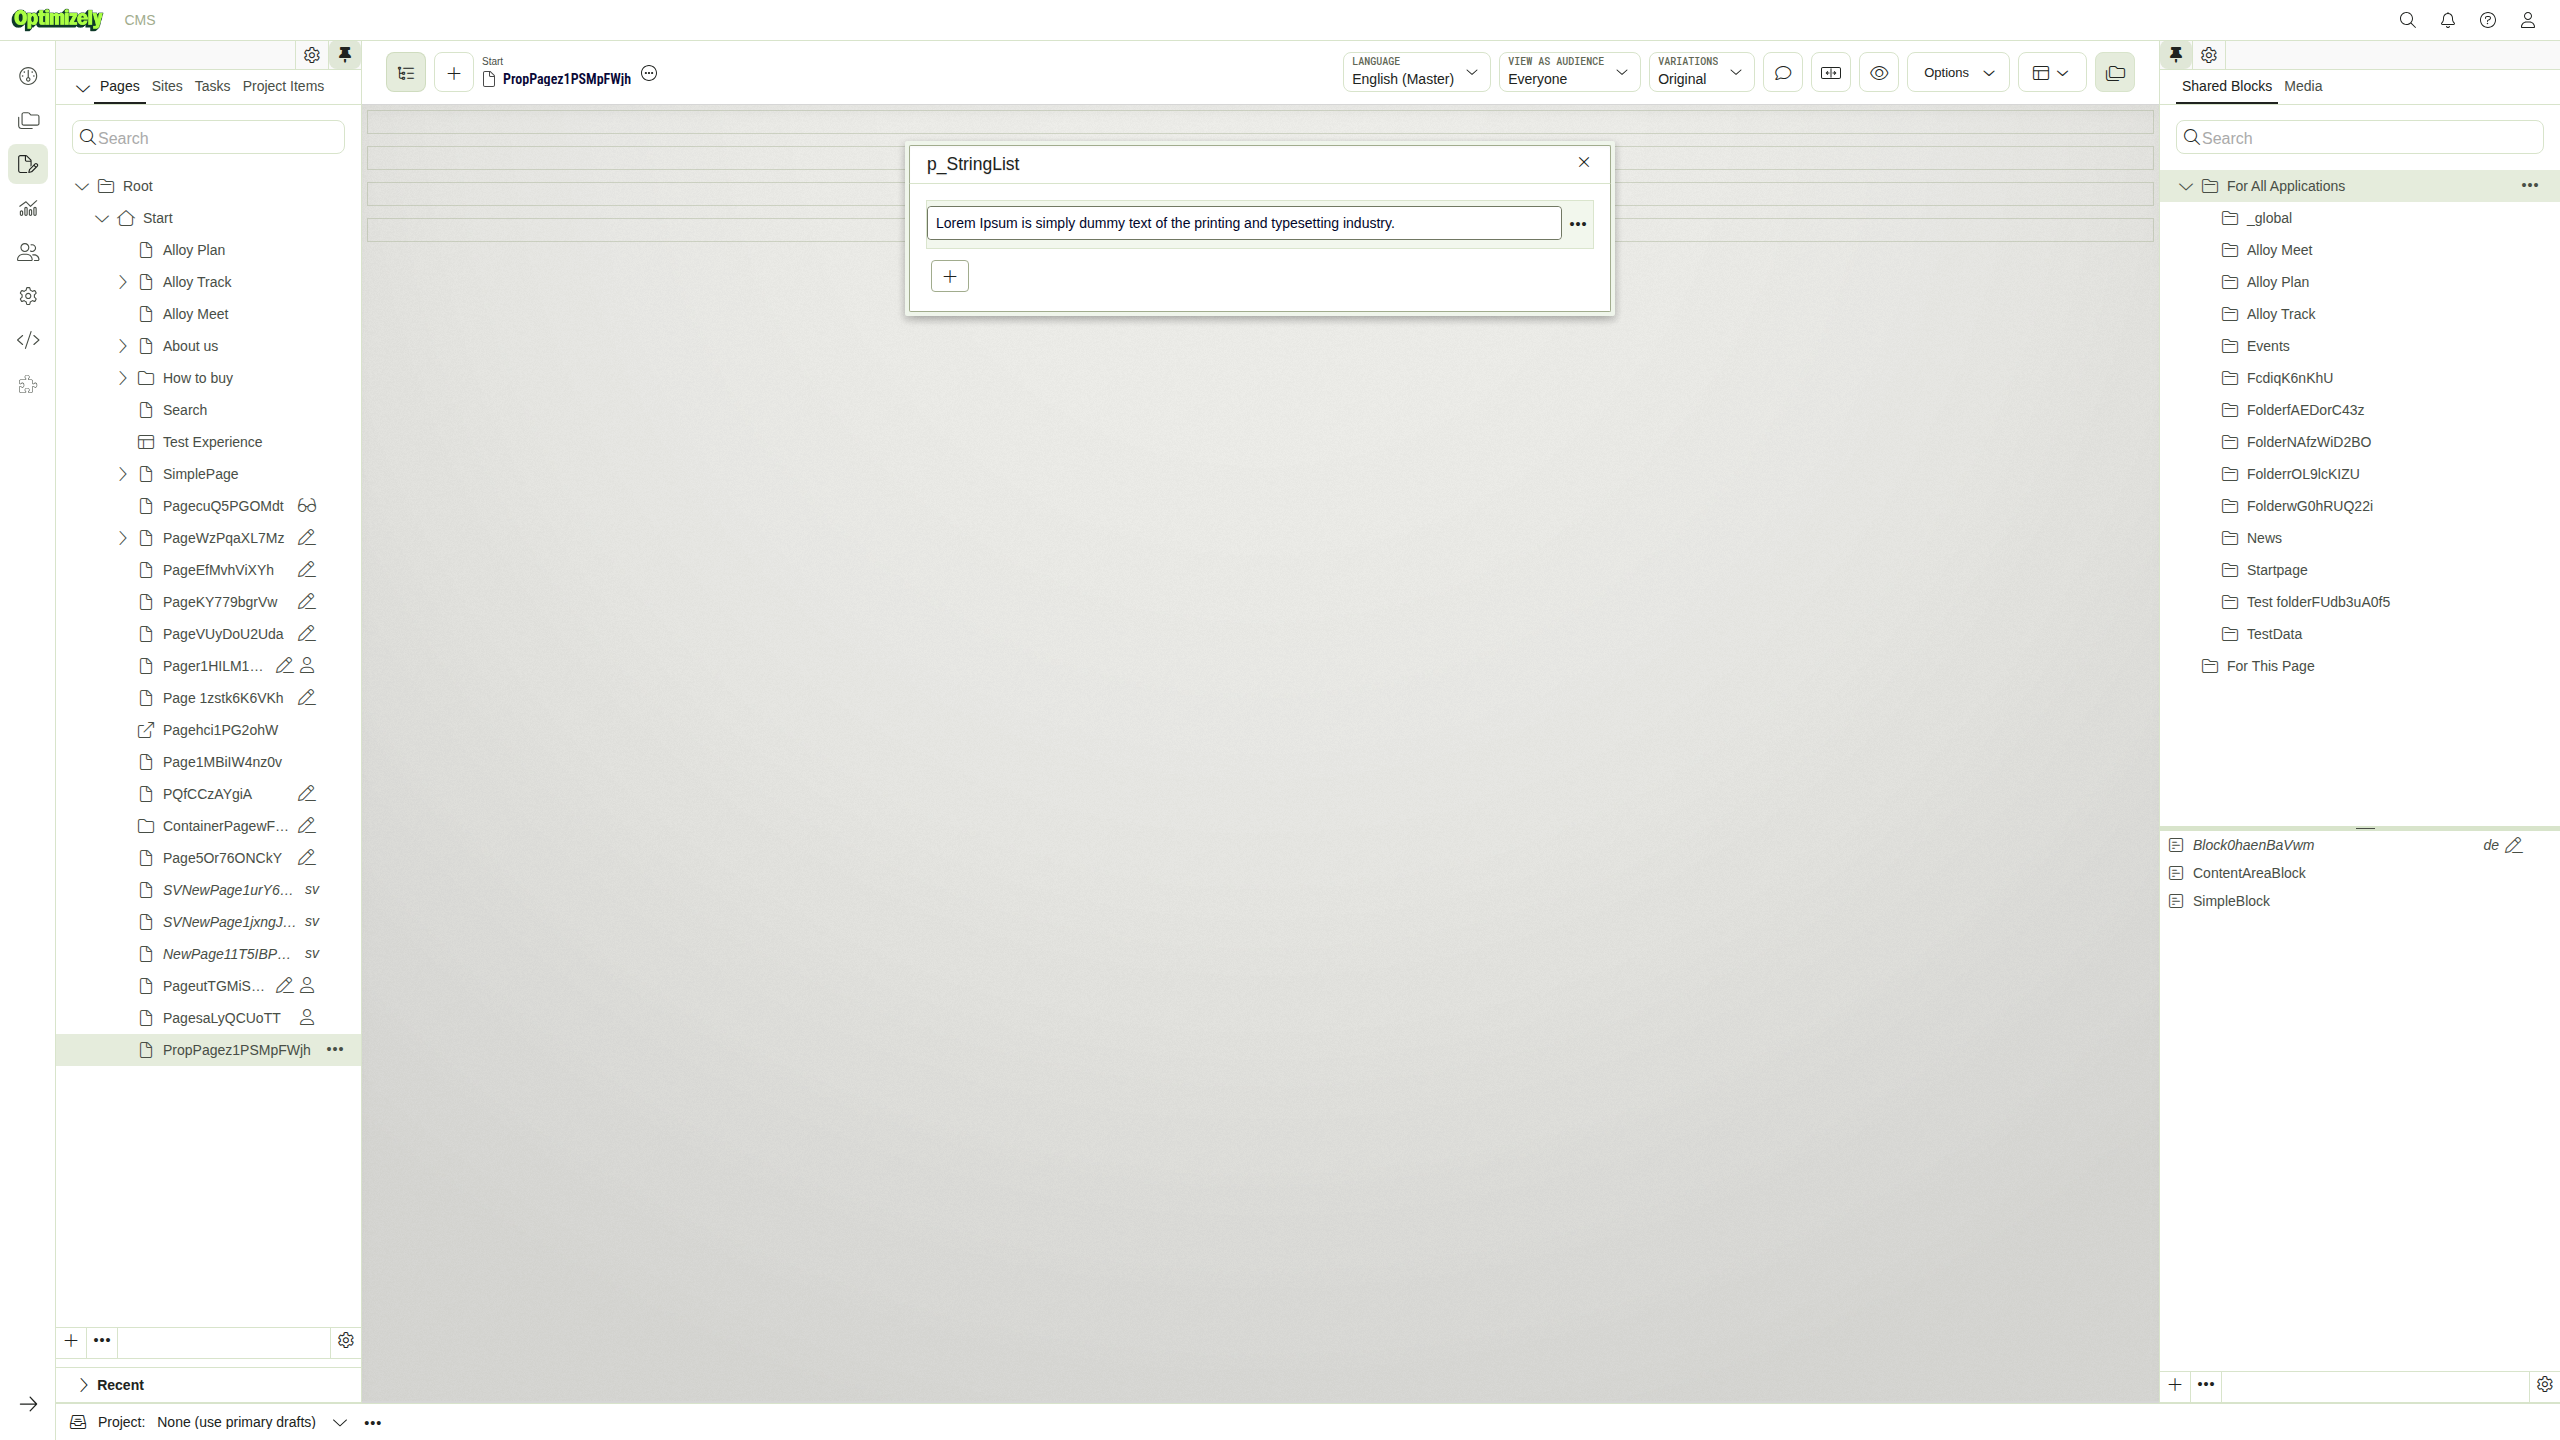 Optimizely CMS
Pages Sites Tasks Project Items
Search
Root
Start
Alloy Plan
Alloy Track
Alloy Meet
About us
How to buy
Search
Test Experience
SimplePage
PagecuQ5PGOMdt
PageWzPqaXL7Mz
PageEfMvhViXYh
PageKY779bgrVw
PageVUyDoU2Uda
Pager1HILM1...
Page 1zstk6K6VKh
Pagehci1PG2ohW
Page1MBiIW4nz0v
PQfCCzAYgiA
ContainerPagewF...
Page5Or76ONCkY
SVNewPage1urY6... sv
SVNewPage1jxngJ... sv
NewPage11T5IBP... sv
PageutTGMiS...
PagesaLyQCUoTT
PropPagez1PSMpFWjh
Recent
Project: None (use primary drafts)
Start
PropPagez1PSMpFWjh
LANGUAGE
English (Master)
VIEW AS AUDIENCE
Everyone
VARIATIONS
Original
Options
p_StringList
Lorem Ipsum is simply dummy text of the printing and typesetting industry.
Shared Blocks Media
Search
For All Applications
_global
Alloy Meet
Alloy Plan
Alloy Track
Events
FcdiqK6nKhU
FolderfAEDorC43z
FolderNAfzWiD2BO
FolderrOL9lcKIZU
FolderwG0hRUQ22i
News
Startpage
Test folderFUdb3uA0f5
TestData
For This Page
Block0haenBaVwm de
ContentAreaBlock
SimpleBlock